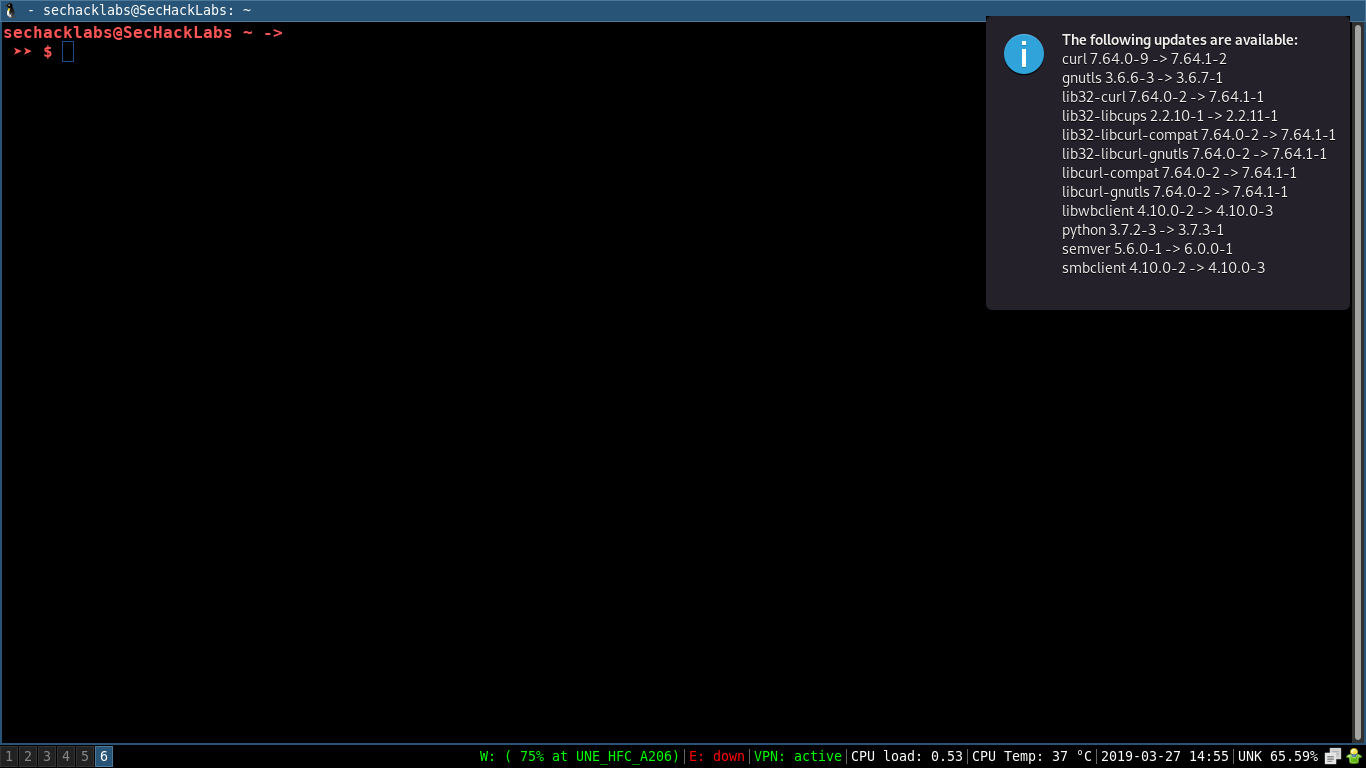 - sechacklabs@SecHackLabs: ~
sechacklabs@SecHackLabs ~ ->
➤➤ $
The following updates are available:
curl 7.64.0-9 -> 7.64.1-2
gnutls 3.6.6-3 -> 3.6.7-1
lib32-curl 7.64.0-2 -> 7.64.1-1
lib32-libcups 2.2.10-1 -> 2.2.11-1
lib32-libcurl-compat 7.64.0-2 -> 7.64.1-1
lib32-libcurl-gnutls 7.64.0-2 -> 7.64.1-1
libcurl-compat 7.64.0-2 -> 7.64.1-1
libcurl-gnutls 7.64.0-2 -> 7.64.1-1
libwbclient 4.10.0-2 -> 4.10.0-3
python 3.7.2-3 -> 3.7.3-1
semver 5.6.0-1 -> 6.0.0-1
smbclient 4.10.0-2 -> 4.10.0-3
1 2 3 4 5 6 W: ( 75% at UNE_HFC_A206)|E: down|VPN: active|CPU load: 0.53|CPU Temp: 37 °C|2019-03-27 14:55|UNK 65.59%